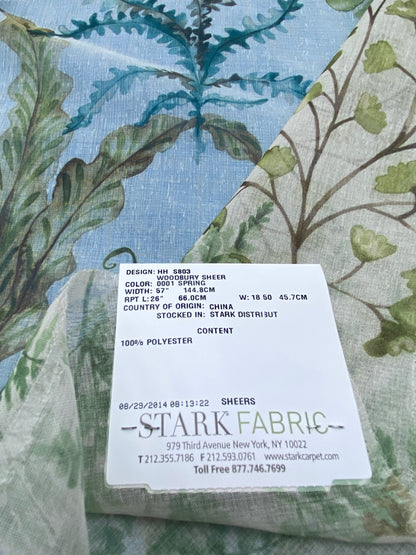 DESIGN: HH S803
WOODBURY SHEER
COLOR: 0001 SPRING
WIDTH: 57" 144.8CM
RPT L: 26" 66.0CM W: 18 50 45.7CM
COUNTRY OF ORIGIN: CHINA
STOCKED IN: STARK DISTRIBUT
CONTENT
100% POLYESTER
08/29/2014 08:13:22 SHEERS
STARK FABRIC
979 Third Avenue New York, NY 10022
T 212.355.7186 F 212.593.0761 www.starkcarpet.com
Toll Free 877.746.7699